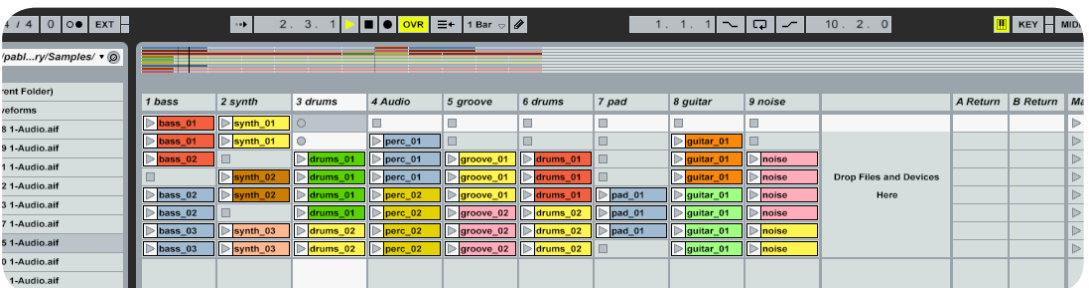 4 / 4 0 EXT 2. 3. 1 OVR 1 Bar 1. 1. 1 10. 2. 0 KEY MIDI
/pabl...ry/Samples/
rent Folder)
veforms
8 1-Audio.aif
9 1-Audio.aif
1 1-Audio.aif
2 1-Audio.aif
3 1-Audio.aif
7 1-Audio.aif
5 1-Audio.aif
0 1-Audio.aif
1-Audio.aif
1 bass 2 synth 3 drums 4 Audio 5 groove 6 drums 7 pad 8 guitar 9 noise A Return B Return Ma
bass_01 synth_01
bass_01 synth_01 perc_01 guitar_01
bass_02 drums_01 perc_01 groove_01 drums_01 guitar_01 noise
synth_02 drums_01 perc_01 groove_01 drums_01 guitar_01 noise
bass_02 synth_02 drums_01 perc_02 groove_01 drums_01 pad_01 guitar_01 noise
bass_02 drums_01 perc_02 groove_02 drums_02 pad_01 guitar_01 noise
bass_03 synth_03 drums_02 perc_02 groove_02 drums_02 pad_01 guitar_01 noise
bass_03 synth_03 drums_02 perc_02 groove_02 drums_02 guitar_01 noise
Drop Files and Devices
Here